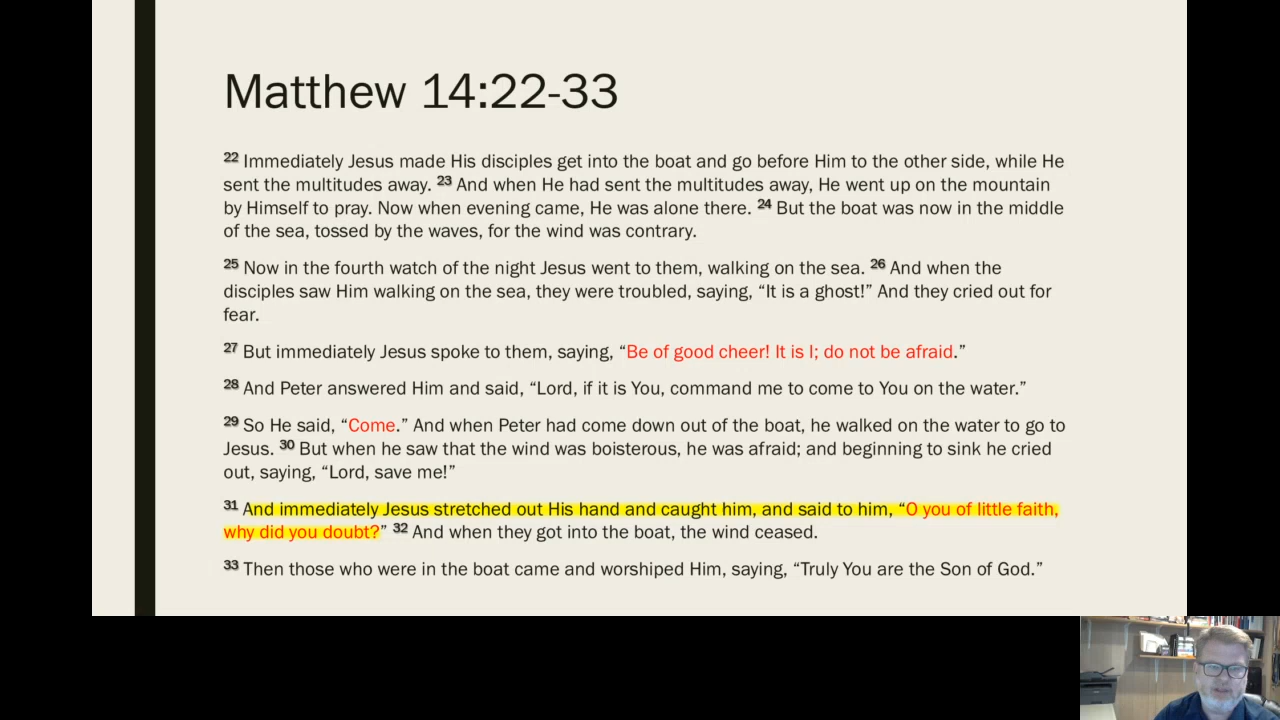 Matthew 14:22-33
22 Immediately Jesus made His disciples get into the boat and go before Him to the other side, while He
sent the multitudes away. 23 And when He had sent the multitudes away, He went up on the mountain
by Himself to pray. Now when evening came, He was alone there. 24 But the boat was now in the middle
of the sea, tossed by the waves, for the wind was contrary.
25 Now in the fourth watch of the night Jesus went to them, walking on the sea. 26 And when the
disciples saw Him walking on the sea, they were troubled, saying, “It is a ghost!” And they cried out for
fear.
27 But immediately Jesus spoke to them, saying, “Be of good cheer! It is I; do not be afraid.”
28 And Peter answered Him and said, “Lord, if it is You, command me to come to You on the water.”
29 So He said, “Come.” And when Peter had come down out of the boat, he walked on the water to go to
Jesus. 30 But when he saw that the wind was boisterous, he was afraid; and beginning to sink he cried
out, saying, “Lord, save me!”
31 And immediately Jesus stretched out His hand and caught him, and said to him, “O you of little faith,
why did you doubt?” 32 And when they got into the boat, the wind ceased.
33 Then those who were in the boat came and worshiped Him, saying, “Truly You are the Son of God.”